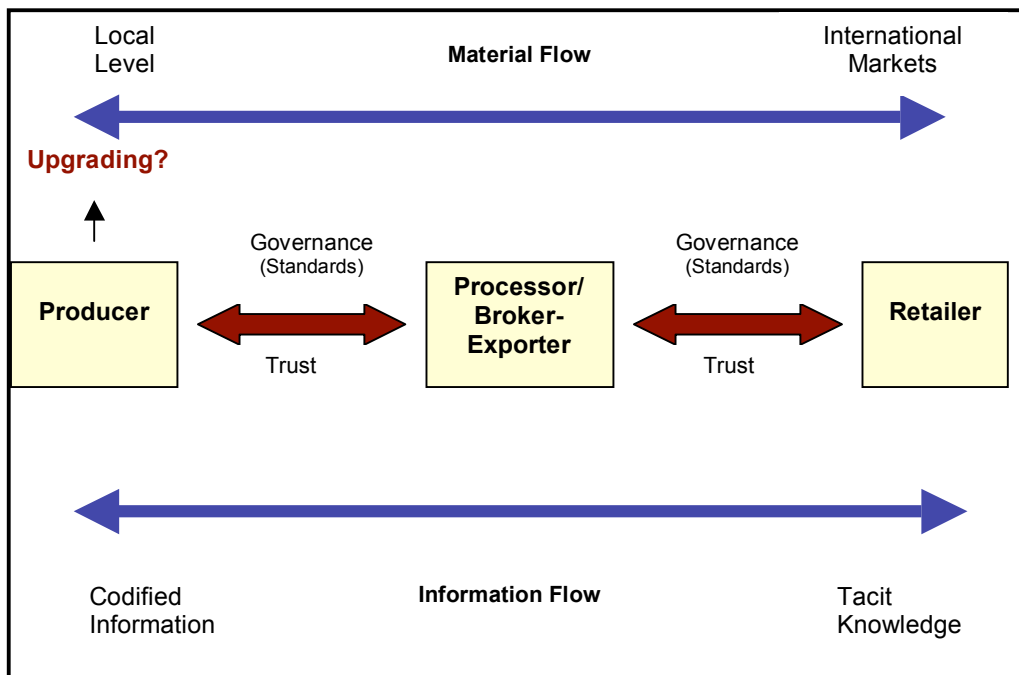 Local
Level
Material Flow
International
Markets
Upgrading?
Governance
(Standards)
Governance
(Standards)
Producer
Processor/
Broker-
Exporter
Retailer
Trust
Trust
Codified
Information
Information Flow
Tacit
Knowledge